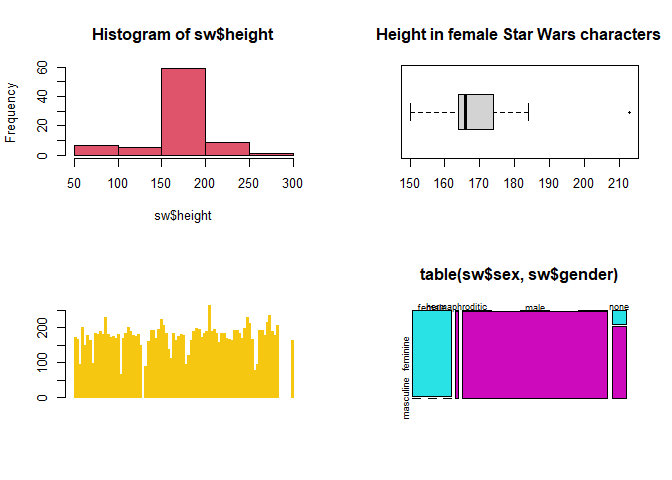 Histogram of sw$height
Frequency
0 20 40 60
50 100 150 200 250 300
sw$height
Height in female Star Wars characters
150 160 170 180 190 200 210
0 100 200
table(sw$sex, sw$gender)
female hermaphroditic male none
masculine feminine